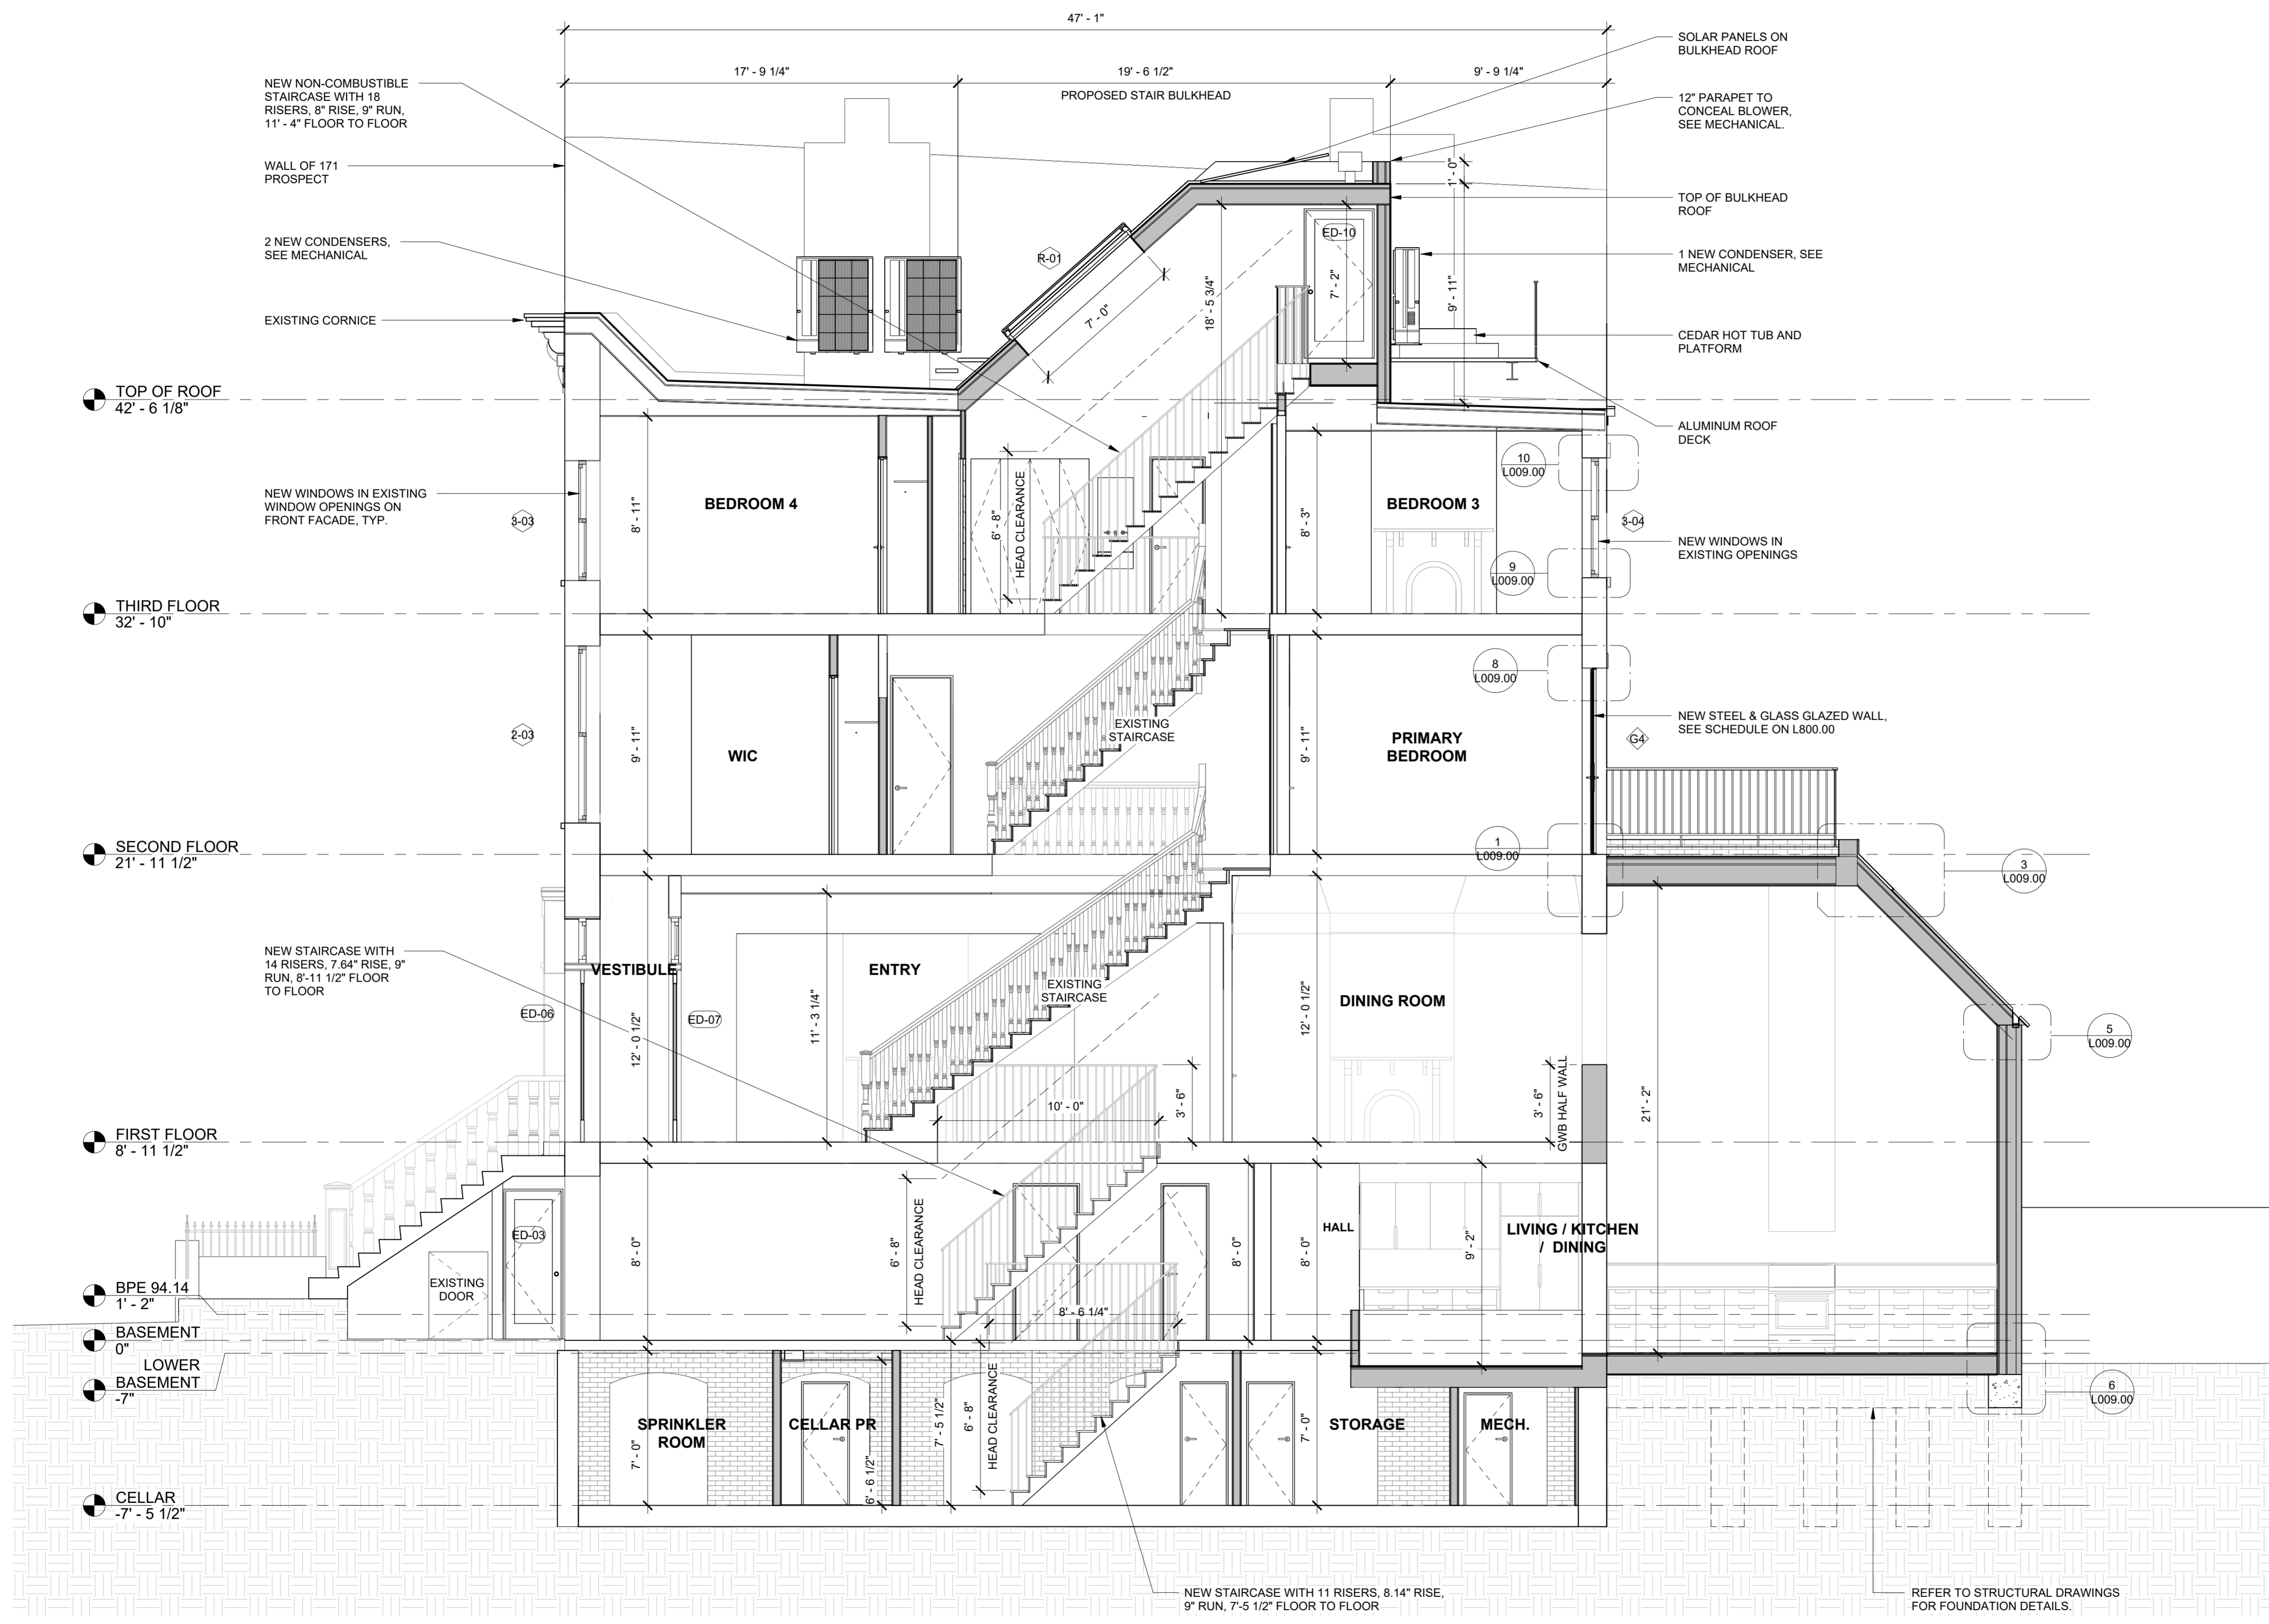 47' - 1"
17' - 9 1/4"
19' - 6 1/2"
9' - 9 1/4"
PROPOSED STAIR BULKHEAD
NEW NON-COMBUSTIBLE
STAIRCASE WITH 18
RISERS, 8" RISE, 9" RUN,
11' - 4" FLOOR TO FLOOR
WALL OF 171
PROSPECT
2 NEW CONDENSERS,
SEE MECHANICAL
EXISTING CORNICE
SOLAR PANELS ON
BULKHEAD ROOF
12" PARAPET TO
CONCEAL BLOWER,
SEE MECHANICAL.
TOP OF BULKHEAD
ROOF
1 NEW CONDENSER, SEE
MECHANICAL
CEDAR HOT TUB AND
PLATFORM
ALUMINUM ROOF
DECK
R-01
ED-10
1' - 0"
7' - 0"
18' - 5 3/4"
7' - 2"
9' - 11"
TOP OF ROOF
42' - 6 1/8"
NEW WINDOWS IN EXISTING
WINDOW OPENINGS ON
FRONT FACADE, TYP.
3-03
8' - 11"
BEDROOM 4
6' - 8"
HEAD CLEARANCE
8' - 3"
BEDROOM 3
10
L009.00
3-04
NEW WINDOWS IN
EXISTING OPENINGS
9
L009.00
THIRD FLOOR
32' - 10"
2-03
9' - 11"
WIC
EXISTING
STAIRCASE
9' - 11"
PRIMARY
BEDROOM
8
L009.00
NEW STEEL & GLASS GLAZED WALL,
SEE SCHEDULE ON L800.00
G4
SECOND FLOOR
21' - 11 1/2"
1
L009.00
3
L009.00
NEW STAIRCASE WITH
14 RISERS, 7.64" RISE, 9"
RUN, 8'-11 1/2" FLOOR
TO FLOOR
VESTIBULE
ENTRY
EXISTING
STAIRCASE
DINING ROOM
ED-06
ED-07
12' - 0 1/2"
11' - 3 1/4"
12' - 0 1/2"
10' - 0"
3' - 6"
3' - 6"
GWB HALF WALL
21' - 2"
5
L009.00
FIRST FLOOR
8' - 11 1/2"
ED-03
EXISTING
DOOR
8' - 0"
6' - 8"
HEAD CLEARANCE
8' - 6 1/4"
8' - 0"
8' - 0"
HALL
9' - 2"
LIVING / KITCHEN
/ DINING
BPE 94.14
1' - 2"
BASEMENT
0"
LOWER
BASEMENT
-7"
SPRINKLER
ROOM
7' - 0"
CELLAR PR
6' - 6 1/2"
7' - 5 1/2"
6' - 8"
HEAD CLEARANCE
7' - 0"
STORAGE
MECH.
6
L009.00
CELLAR
-7' - 5 1/2"
NEW STAIRCASE WITH 11 RISERS, 8.14" RISE,
9" RUN, 7'-5 1/2" FLOOR TO FLOOR
REFER TO STRUCTURAL DRAWINGS
FOR FOUNDATION DETAILS.